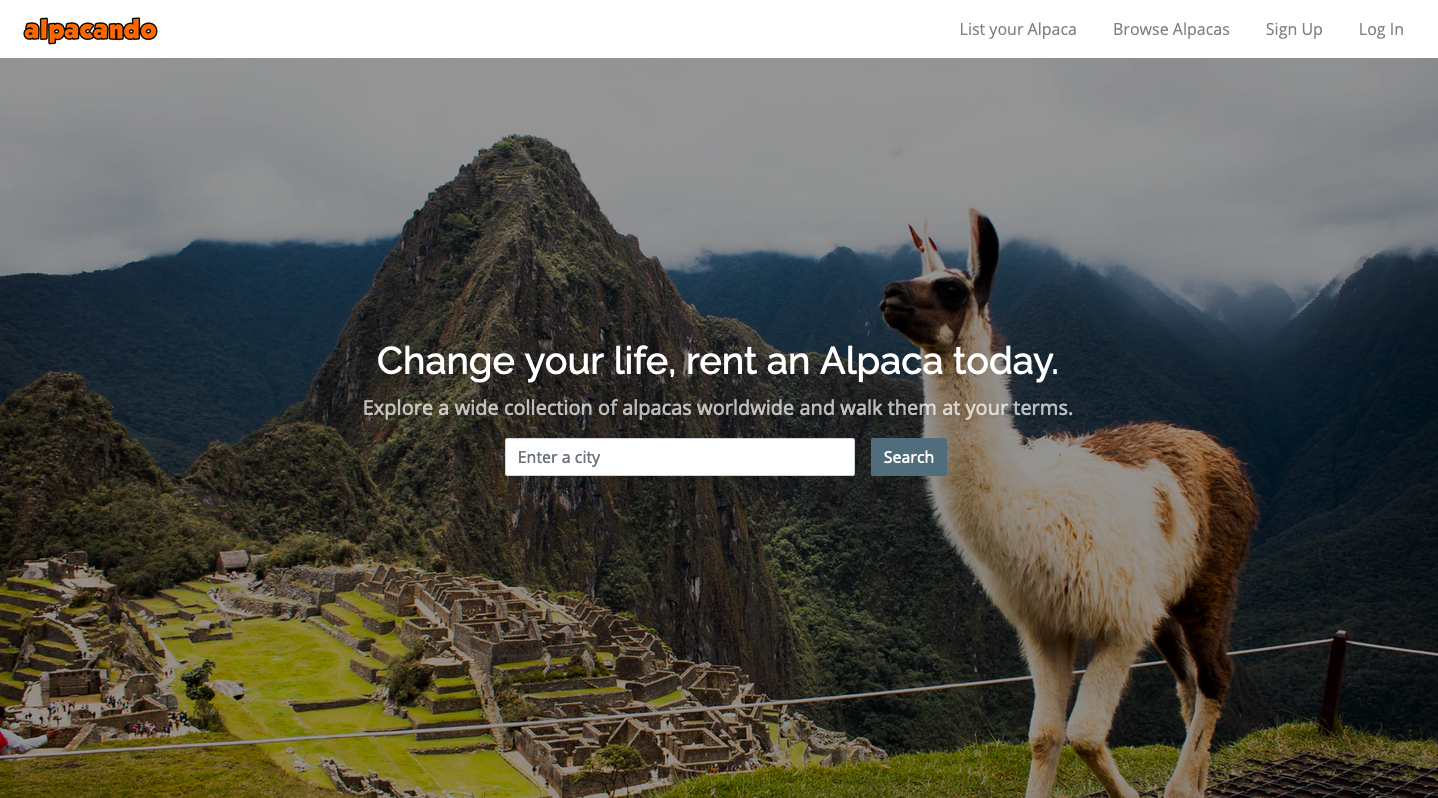 alpacando
List your Alpaca
Browse Alpacas
Sign Up
Log In
Change your life, rent an Alpaca today.
Explore a wide collection of alpacas worldwide and walk them at your terms.
Enter a city
Search